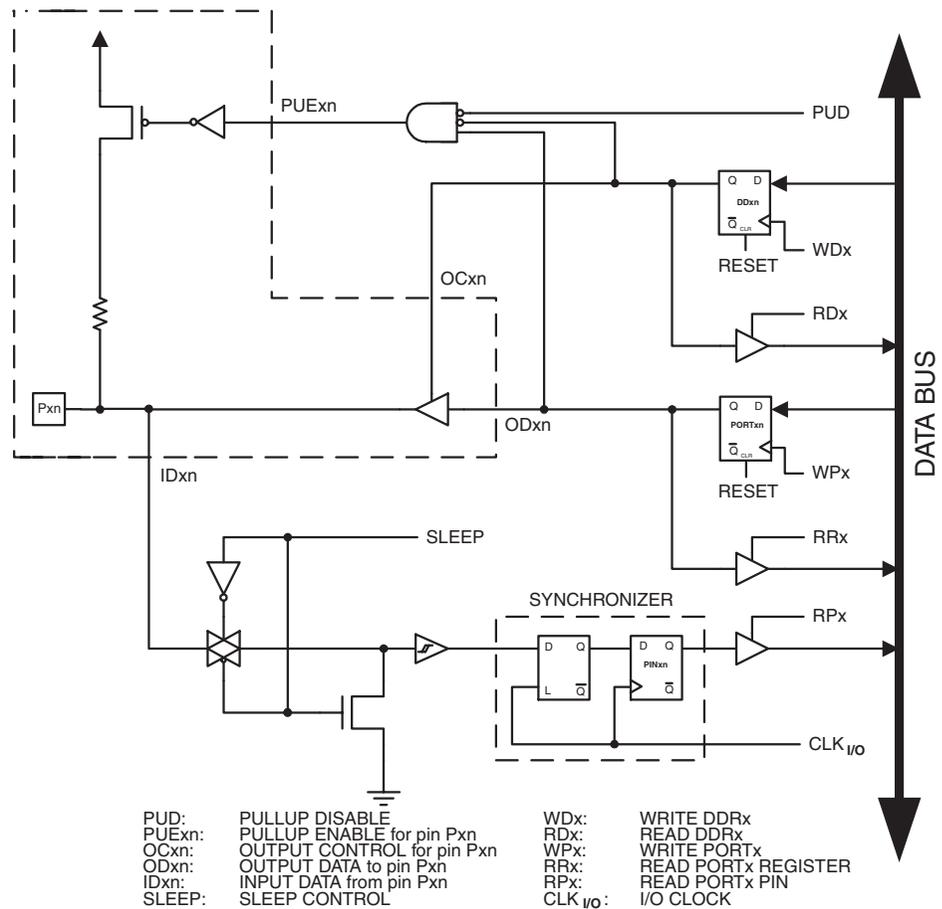 PUExn
PUD
Q D
DDxn
Q CLR
WDx
RESET
OCxn
RDx
Pxn
ODxn
Q D
PORTxn
Q CLR
WPx
RESET
IDxn
DATA BUS
SLEEP
RRx
SYNCHRONIZER
RPx
D Q
L Q
D Q
PINxn
Q
CLK I/O
PUD: PULLUP DISABLE
PUExn: PULLUP ENABLE for pin Pxn
OCxn: OUTPUT CONTROL for pin Pxn
ODxn: OUTPUT DATA to pin Pxn
IDxn: INPUT DATA from pin Pxn
SLEEP: SLEEP CONTROL
WDx: WRITE DDRx
RDx: READ DDRx
WPx: WRITE PORTx
RRx: READ PORTx REGISTER
RPx: READ PORTx PIN
CLK I/O: I/O CLOCK